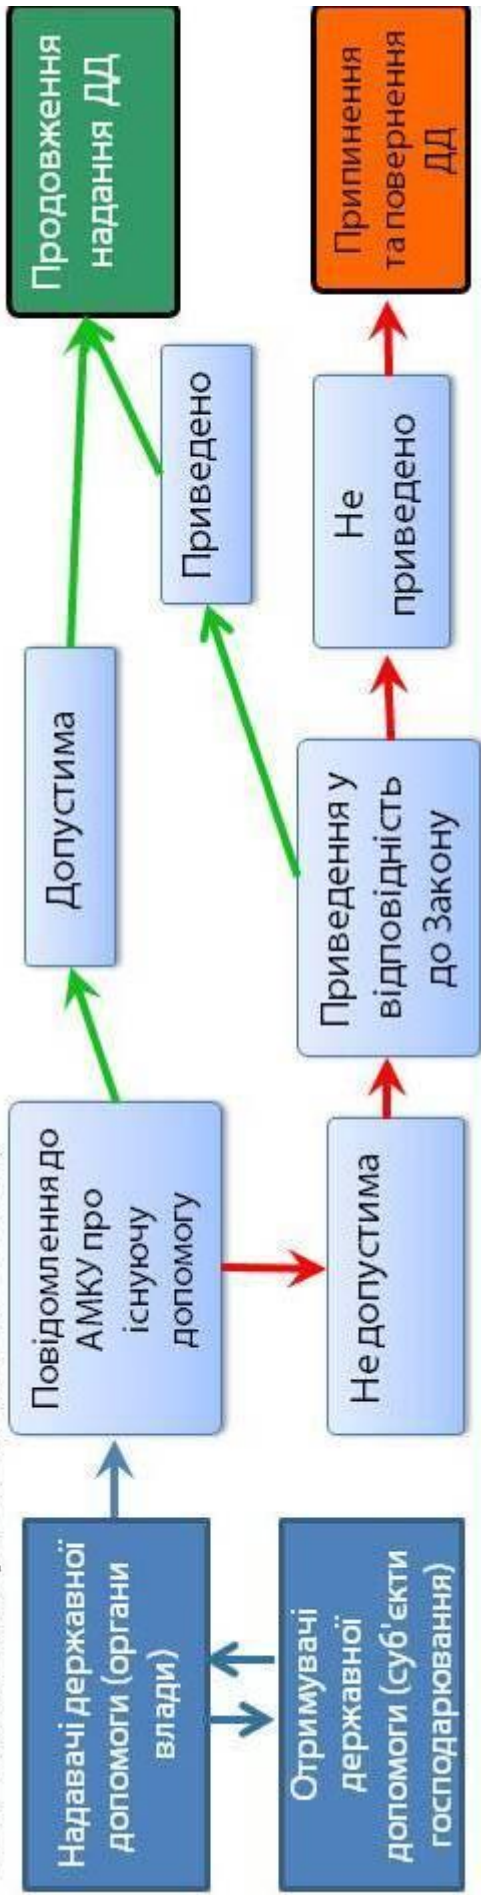 Надавачі державної
допомоги (органи
влади)
Отримувачі
державної
допомоги (суб'єкти
господарювання)
Повідомлення до
АМКУ про
існуючу
допомогу
Допустима
Не допустима
Приведення у
відповідність
до Закону
Приведено
Не
приведено
Продовження
надання ДД
Припинення
та повернення
ДД